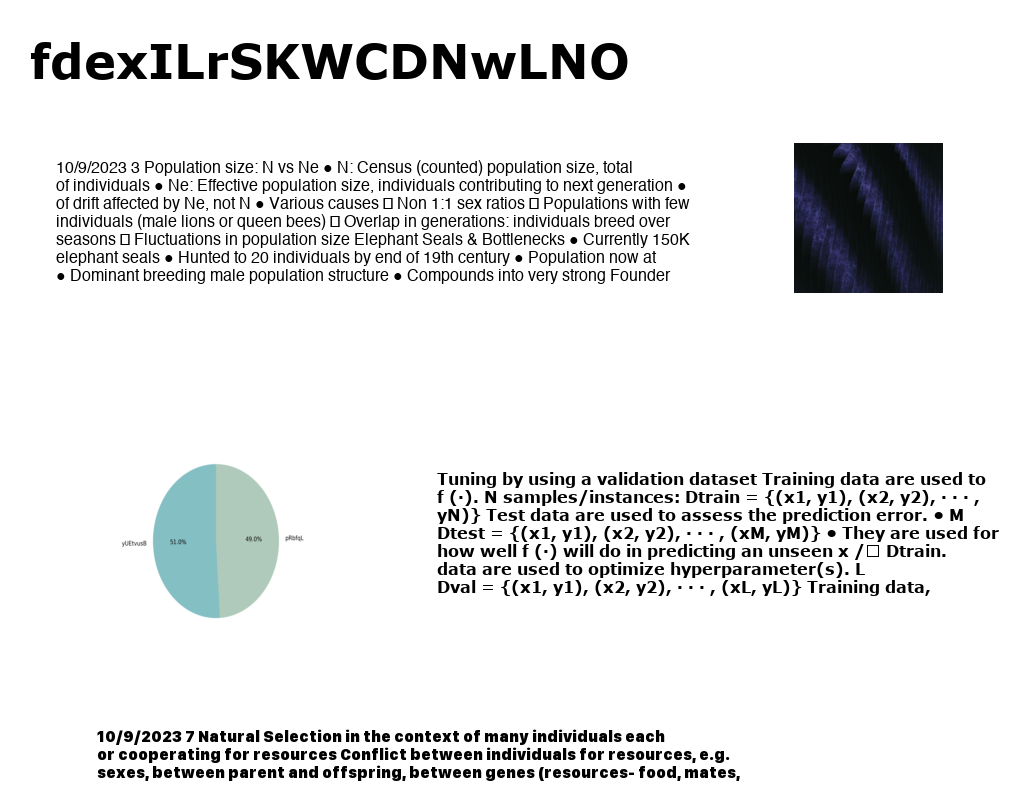 fdexILrSKWCDNwLNO
10/9/2023 3 Population size: N vs Ne ● N: Census (counted) population size, total
of individuals ● Ne: Effective population size, individuals contributing to next generation ●
of drift affected by Ne, not N ● Various causes □ Non 1:1 sex ratios □ Populations with few
individuals (male lions or queen bees) □ Overlap in generations: individuals breed over
seasons □ Fluctuations in population size Elephant Seals & Bottlenecks ● Currently 150K
elephant seals ● Hunted to 20 individuals by end of 19th century ● Population now at
● Dominant breeding male population structure ● Compounds into very strong Founder
yUEtvusB
51.0%
49.0%
pRbfqL
Tuning by using a validation dataset Training data are used to
f (·). N samples/instances: Dtrain = {(x1, y1), (x2, y2), · · · ,
yN)} Test data are used to assess the prediction error. ● M
Dtest = {(x1, y1), (x2, y2), · · · , (xM, yM)} ● They are used for
how well f (·) will do in predicting an unseen x /□ Dtrain.
data are used to optimize hyperparameter(s). L
Dval = {(x1, y1), (x2, y2), · · · , (xL, yL)} Training data,
10/9/2023 7 Natural Selection in the context of many individuals each
or cooperating for resources Conflict between individuals for resources, e.g.
sexes, between parent and offspring, between genes (resources- food, mates,